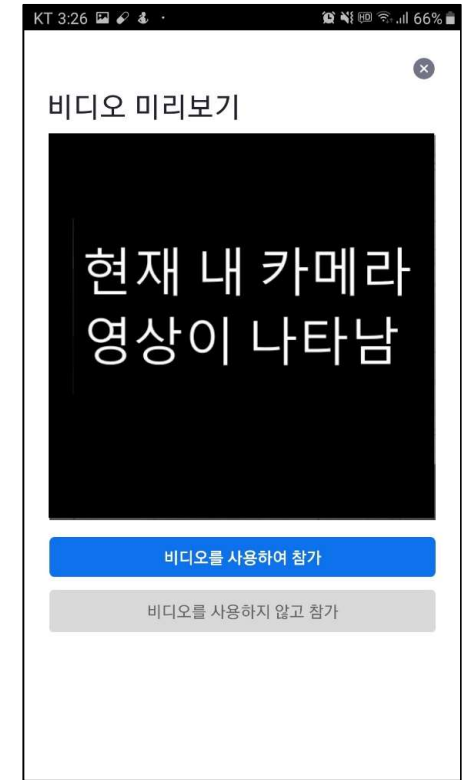 KT 3:26
HD
66%
비디오 미리보기
현재 내 카메라
영상이 나타남
비디오를 사용하여 참가
비디오를 사용하지 않고 참가